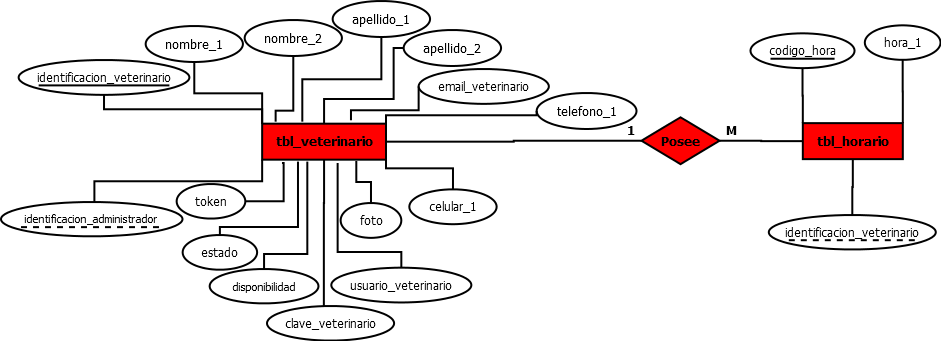 apellido_1
nombre_2
nombre_1
hora_1
apellido_2
codigo_hora
identificacion_veterinario
email_veterinario
telefono_1
1
M
tbl_veterinario
Posee
tbl_horario
token
celular_1
identificacion_administrador
foto
identificacion_veterinario
estado
disponibilidad
usuario_veterinario
clave_veterinario